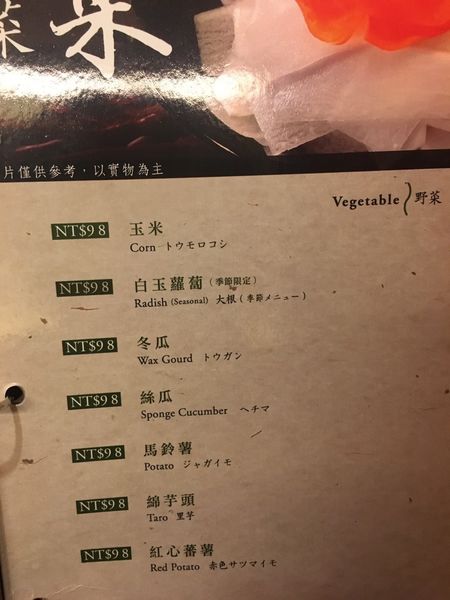 菜
片僅供參考，以實物為主
Vegetable 野菜
NT$98 玉米
Corn トウモロコシ
NT$98 白玉蘿蔔（季節限定）
Radish (Seasonal) 大根（季節メニュー）
NT$98 冬瓜
Wax Gourd トウガン
NT$98 絲瓜
Sponge Cucumber ヘチマ
NT$98 馬鈴薯
Potato ジャガイモ
NT$98 綿芋頭
Taro 里芋
NT$98 紅心蕃薯
Red Potato 赤色サツマイモ